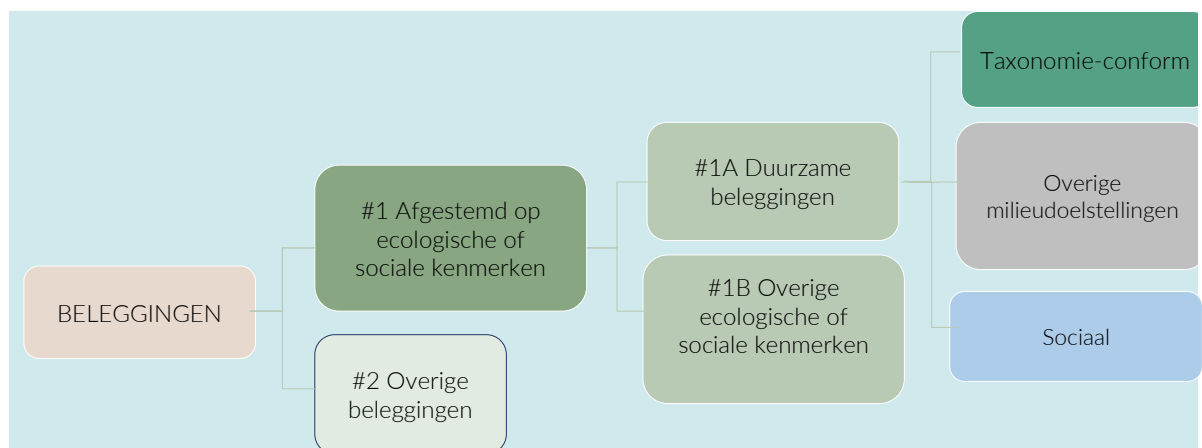 BELEGGINGEN
#1 Afgestemd op
ecologische of
sociale kenmerken
#2 Overige
beleggingen
#1A Duurzame
beleggingen
#1B Overige
ecologische of
sociale kenmerken
Taxonomie-conform
Overige
milieudoelstellingen
Sociaal